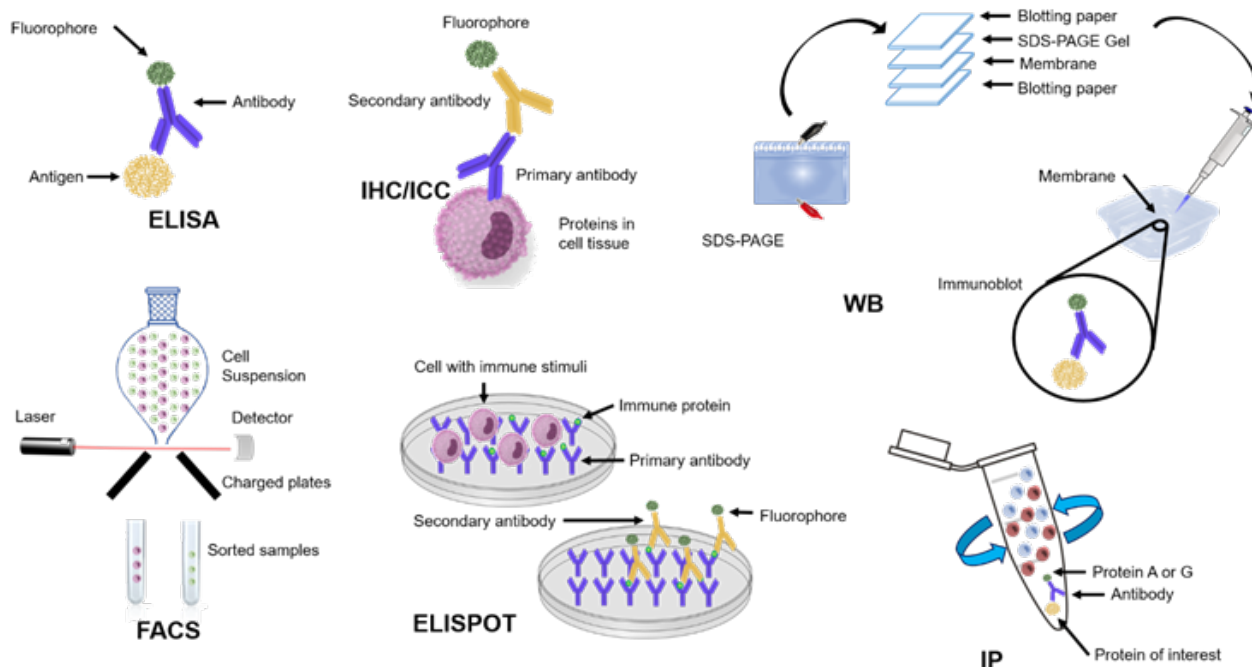 Fluorophore
Antibody
Antigen
ELISA
Fluorophore
Secondary antibody
IHC/ICC
Primary antibody
Proteins in
cell tissue
Blotting paper
SDS-PAGE Gel
Membrane
Blotting paper
SDS-PAGE
Membrane
Immunoblot
WB
Cell
Suspension
Laser
Detector
Charged plates
Sorted samples
FACS
Cell with immune stimuli
Immune protein
Primary antibody
Secondary antibody
Fluorophore
ELISPOT
Protein A or G
Antibody
Protein of interest
IP